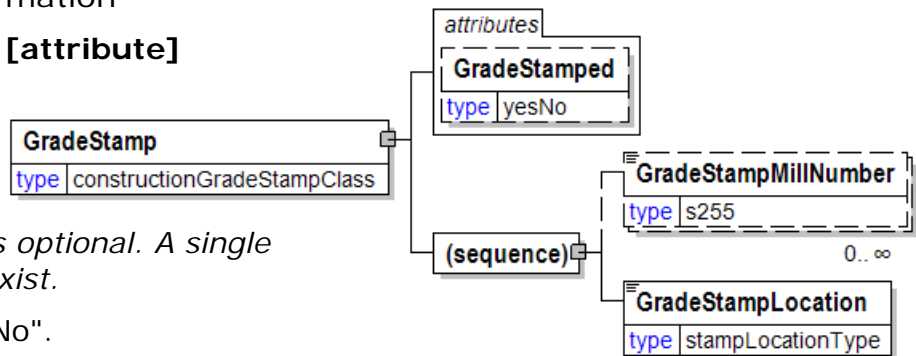 rmation
[attribute]
s optional. A single
xist.
No".
attributes
GradeStamped
type yesNo
GradeStamp
type constructionGradeStampClass
(sequence)
GradeStampMillNumber
type s255
0.. ∞
GradeStampLocation
type stampLocationType